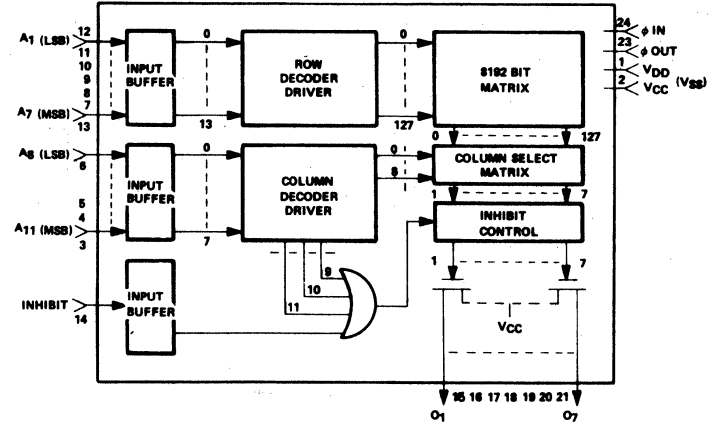 A1 (LSB) 12
11
10
9
8
7
A7 (MSB)
13
INPUT BUFFER
0
13
ROW DECODER DRIVER
0
127
8192 BIT MATRIX
24 φ IN
23 φ OUT
1 VDD
2 VCC (VSS)
0 127
A8 (LSB)
6
5
4
A11 (MSB)
3
INPUT BUFFER
0
7
COLUMN DECODER DRIVER
0
8
COLUMN SELECT MATRIX
1 7
INHIBIT CONTROL
1 7
9
10
11
INHIBIT
14
INPUT BUFFER
VCC
15 16 17 18 19 20 21
O1 O7